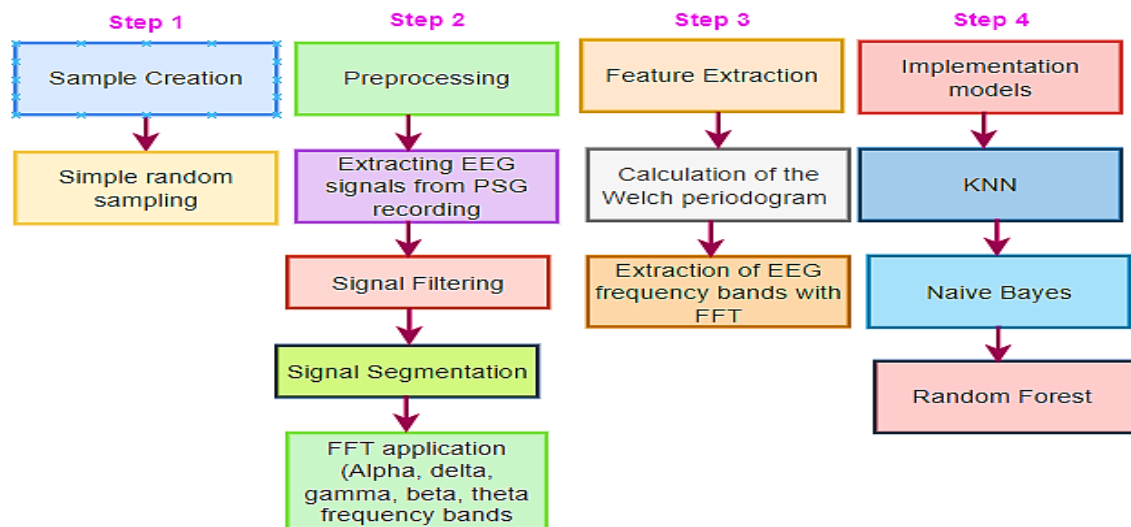 Step 1
Sample Creation
Simple random
sampling
Step 2
Preprocessing
Extracting EEG
signals from PSG
recording
Signal Filtering
Signal Segmentation
FFT application
(Alpha, delta,
gamma, beta, theta
frequency bands
Step 3
Feature Extraction
Calculation of the
Welch periodogram
Extraction of EEG
frequency bands with
FFT
Step 4
Implementation
models
KNN
Naive Bayes
Random Forest